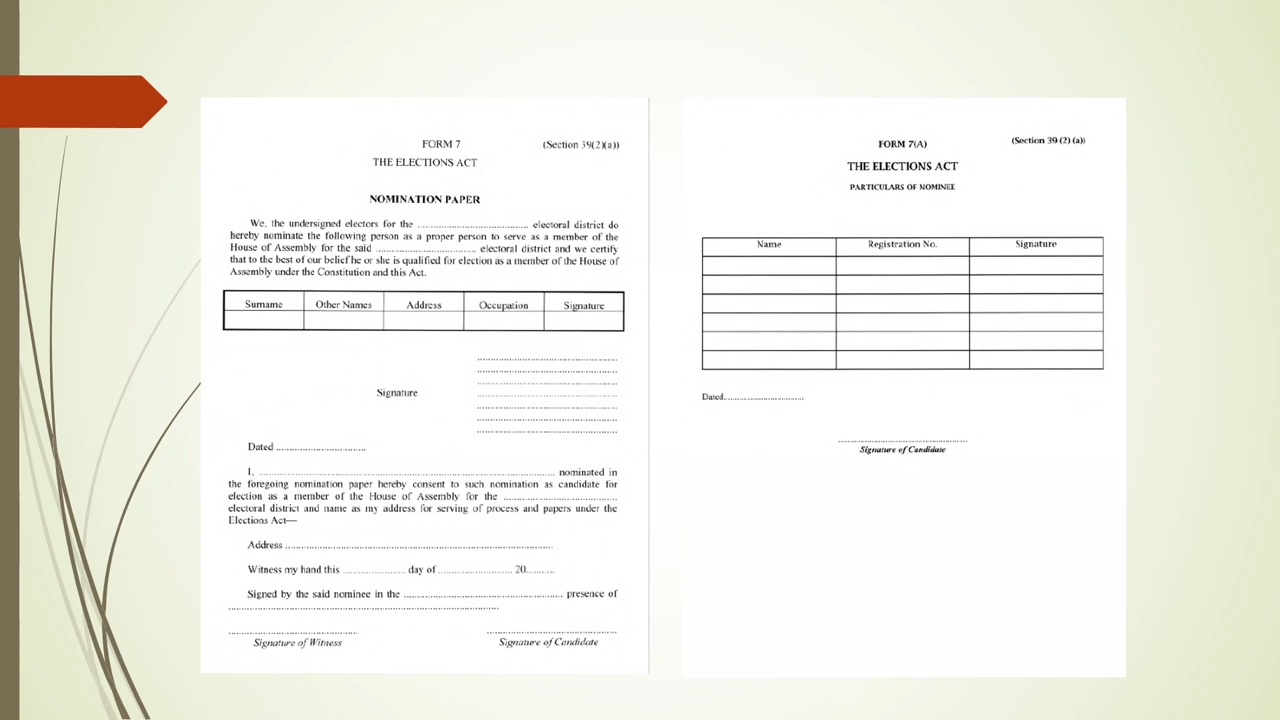 FORM 7 (Section 39(2)(a))
THE ELECTIONS ACT
NOMINATION PAPER
We, the undersigned electors for the ................................ electoral district do
hereby nominate the following person as a proper person to serve as a member of the
House of Assembly for the said ............................. electoral district and we certify
that to the best of our belief he or she is qualified for election as a member of the House of
Assembly under the Constitution and this Act.
Surname Other Names Address Occupation Signature
Signature
Dated ..........................
I, .................................................................................... nominated in
the foregoing nomination paper hereby consent to such nomination as candidate for
election as a member of the House of Assembly for the .................................
electoral district and name as my address for serving of process and papers under the
Elections Act—
Address .............................................................................
Witness my hand this .................. day of ..................... 20.........
Signed by the said nominee in the .............................................. presence of
..............................................................................
Signature of Witness Signature of Candidate
FORM 7(A) (Section 39 (2) (a))
THE ELECTIONS ACT
PARTICULARS OF NOMINEE
Name Registration No. Signature
Dated..............................
Signature of Candidate